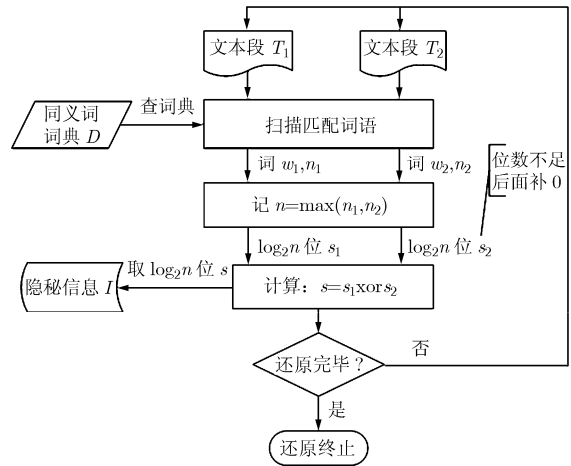 文本段 T₁
文本段 T₂
同义词
词典 D
查词典
扫描匹配词语
词 w₁,n₁
词 w₂,n₂
位数不足
后面补 0
记 n=max(n₁,n₂)
log₂n 位 s₁
log₂n 位 s₂
取 log₂n 位 s
隐秘信息 I
计算：s=s₁xors₂
还原完毕？
否
是
还原终止